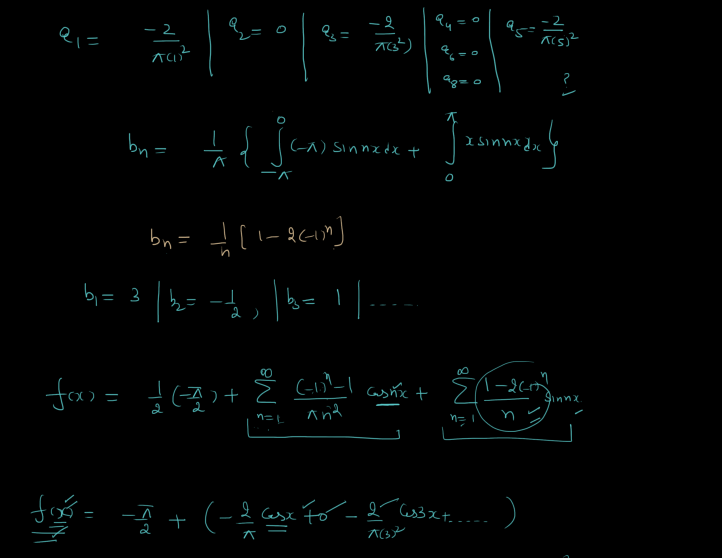 a₁ = -2/π(1)² | a₂ = 0 | a₃ = -2/π(3²) | a₄ = 0 a₆ = 0 a₈ = 0 | a₅ = -2/π(5)²
?
bₙ = 1/π { ∫_{-π}^{0} (-π) sin nx dx + ∫_{0}^{π} x sin nx dx }
bₙ = 1/n [1 - 2(-1)ⁿ]
b₁ = 3 | b₂ = -1/2, | b₃ = 1 | ......
f(x) = 1/2 (-π/2) + ∑_{n=1}^{∞} ((-1)ⁿ - 1)/(πn²) cos nx + ∑_{n=1}^{∞} (1 - 2(-1)ⁿ)/n sin nx
f(x) = -π/2 + ( -2/π cos x + 0 - 2/π(3)² cos 3x + ...... )